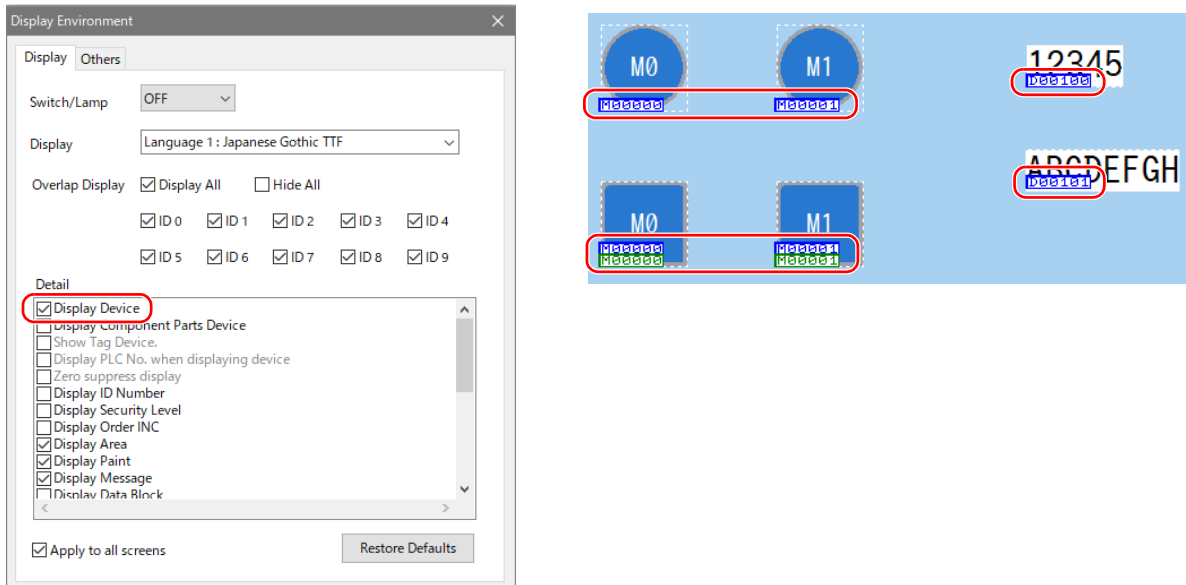 Display Environment
Display
Others
Switch/Lamp
OFF
Display
Language 1 : Japanese Gothic TTF
Overlap Display
Display All
Hide All
ID 0
ID 1
ID 2
ID 3
ID 4
ID 5
ID 6
ID 7
ID 8
ID 9
Detail
Display Device
Display Component Parts Device
Show Tag Device.
Display PLC No. when displaying device
Zero suppress display
Display ID Number
Display Security Level
Display Order INC
Display Area
Display Paint
Display Message
Display Data Block
Apply to all screens
Restore Defaults
M0
M1
12345
M00000
M00001
D00100
ABCDEFGH
D00101
M0
M1
M00000
M00001
M00000
M00001